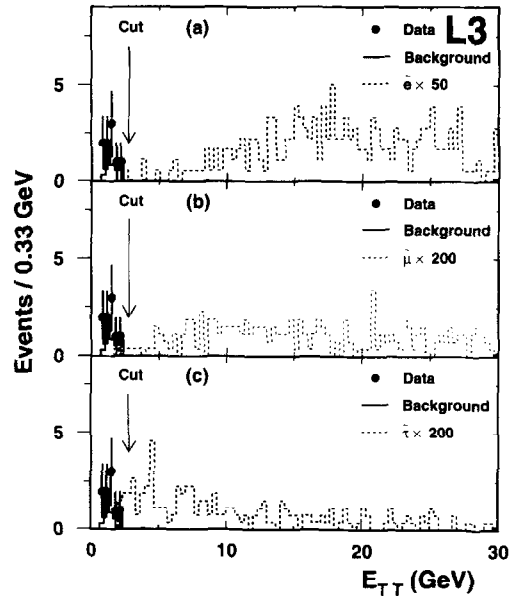 L3
Cut
(a)
Data
Background
ẽ × 50
5
0
(b)
Data
Background
μ̃ × 200
5
0
Cut
(c)
Data
Background
τ̃ × 200
5
0
0
10
20
30
Events / 0.33 GeV
E_TT (GeV)